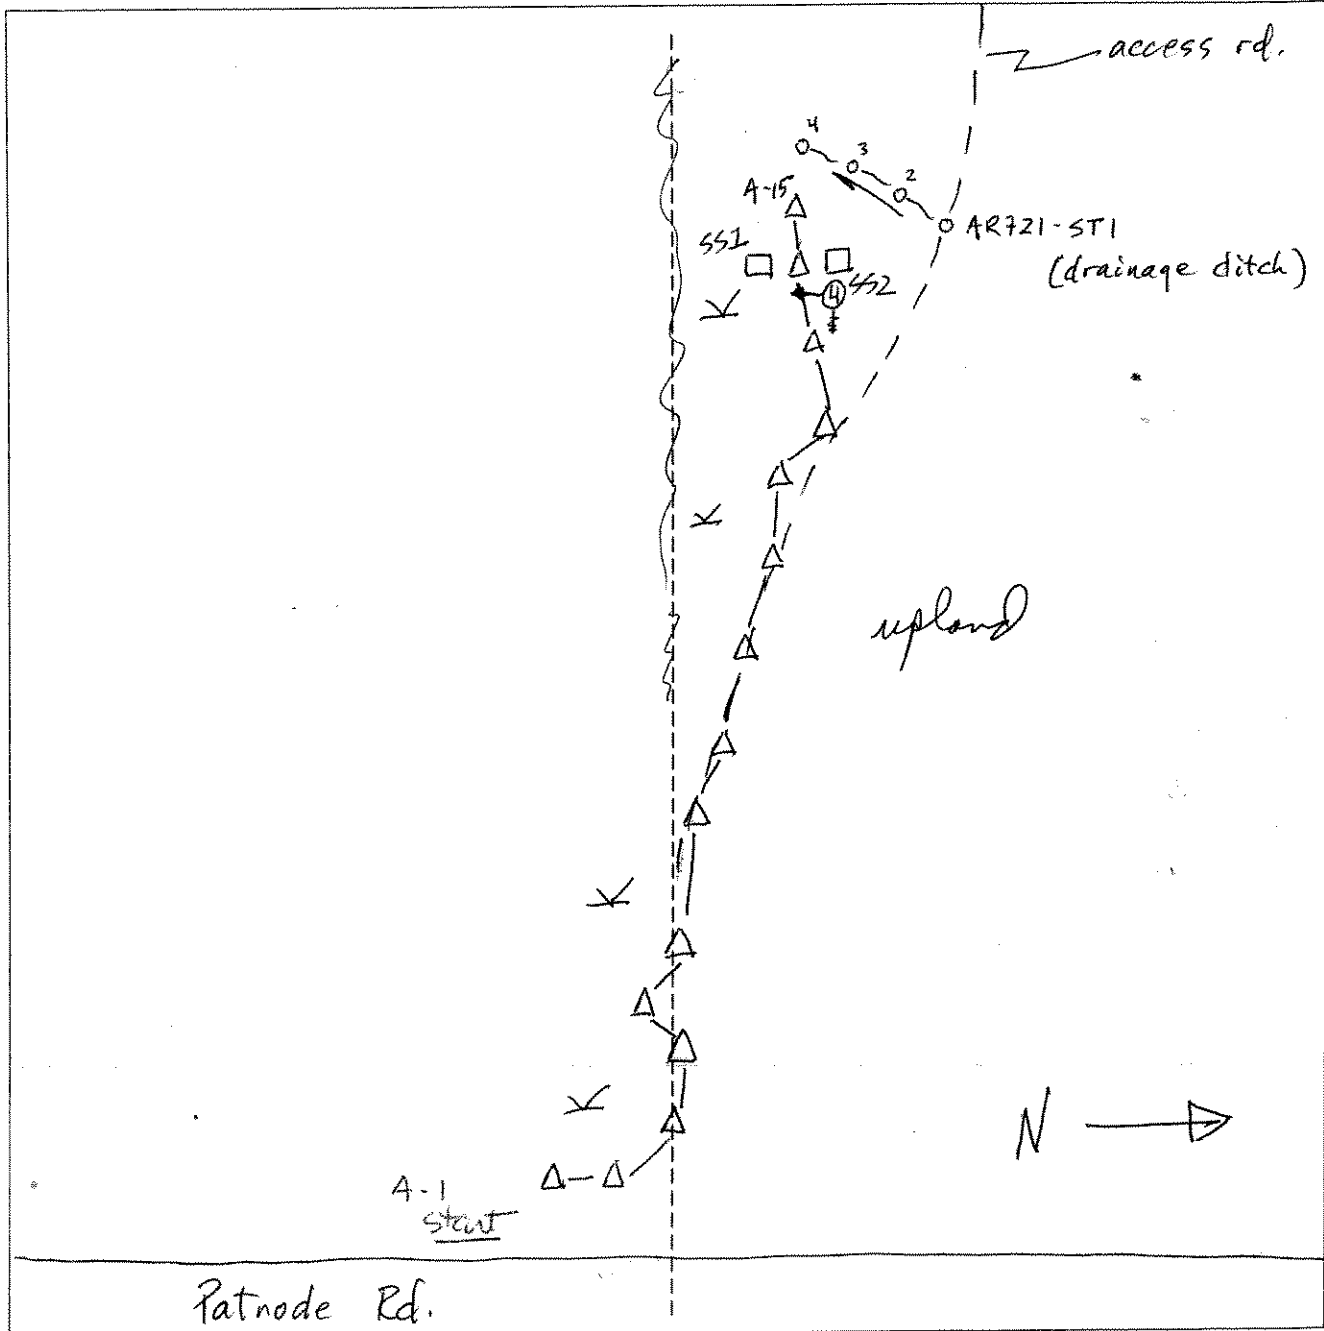 access rd.
4
3
2
A-15
AR721-ST1
(drainage ditch)
SS1
SS2
4
upland
N
A-1
start
Patnode Rd.